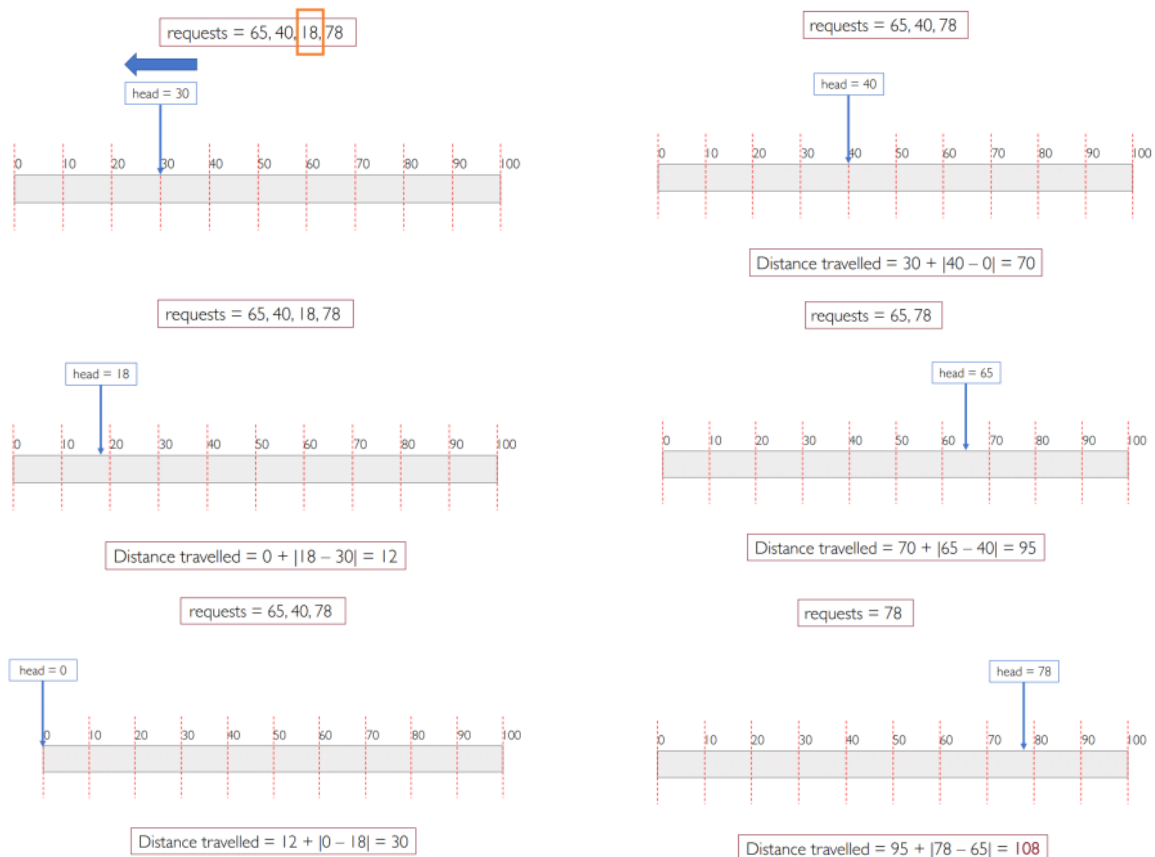 requests = 65, 40, 18, 78
head = 30
0 10 20 30 40 50 60 70 80 90 100
requests = 65, 40, 18, 78
head = 18
0 10 20 30 40 50 60 70 80 90 100
Distance travelled = 0 + |18 – 30| = 12
requests = 65, 40, 78
head = 0
0 10 20 30 40 50 60 70 80 90 100
Distance travelled = 12 + |0 – 18| = 30
requests = 65, 40, 78
head = 40
0 10 20 30 40 50 60 70 80 90 100
Distance travelled = 30 + |40 – 0| = 70
requests = 65, 78
head = 65
0 10 20 30 40 50 60 70 80 90 100
Distance travelled = 70 + |65 – 40| = 95
requests = 78
head = 78
0 10 20 30 40 50 60 70 80 90 100
Distance travelled = 95 + |78 – 65| = 108